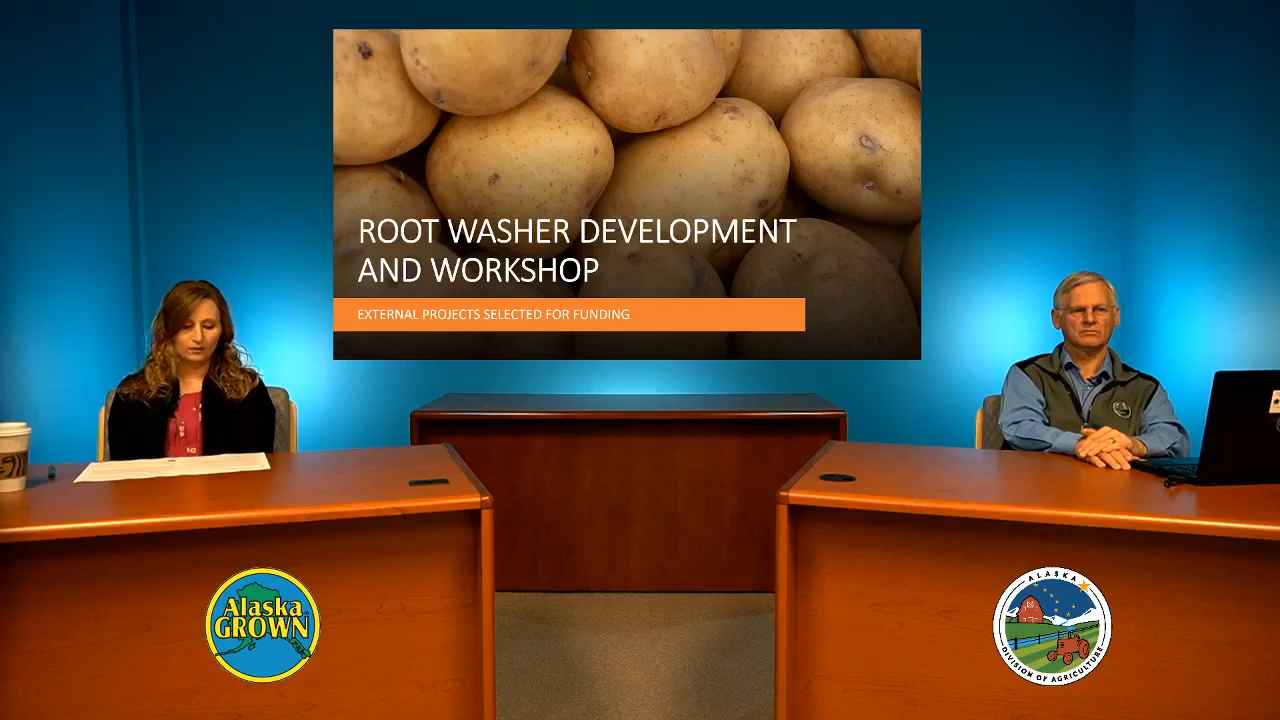 ROOT WASHER DEVELOPMENT
AND WORKSHOP
EXTERNAL PROJECTS SELECTED FOR FUNDING
Alaska
GROWN
ALASKA
DIVISION OF AGRICULTURE